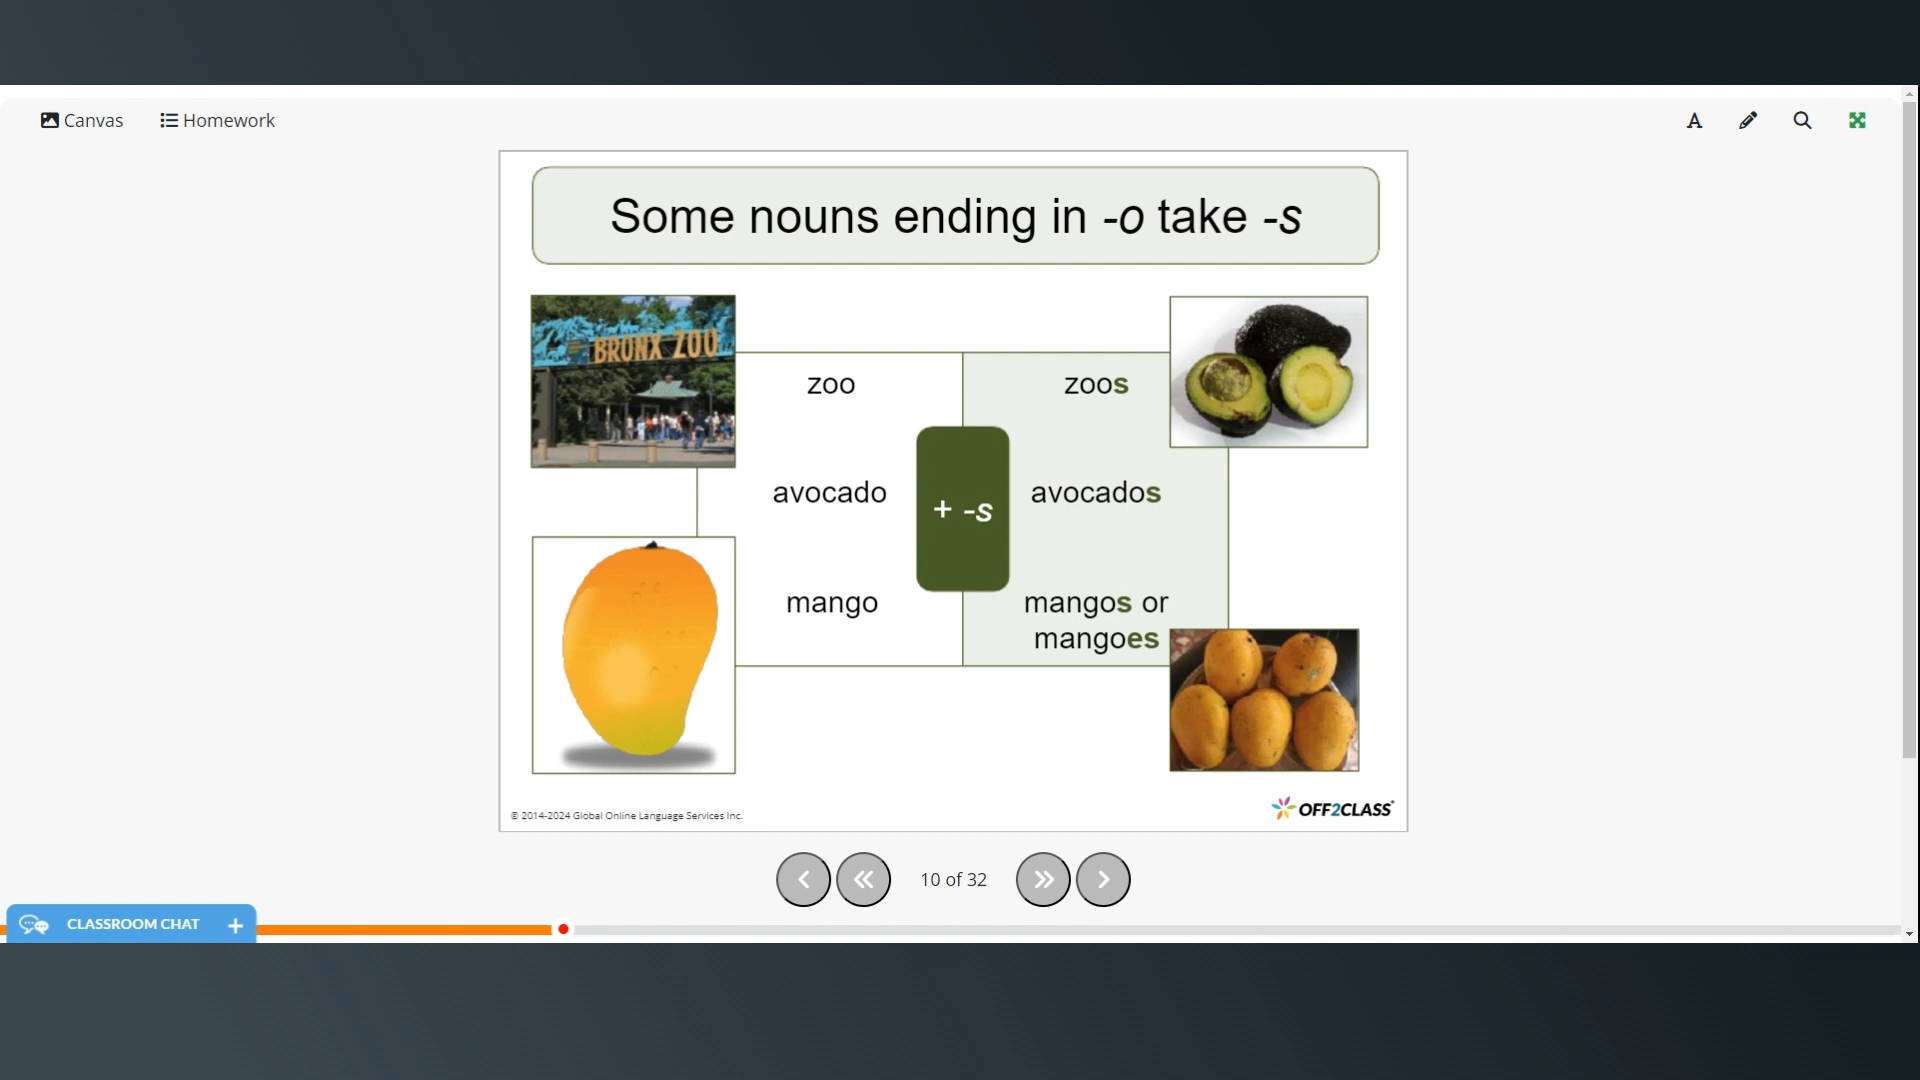 Canvas
Homework
A
Some nouns ending in -o take -s
BRONX ZOO
zoo
zoos
avocado
+ -s
avocados
mango
mangos or
mangoes
© 2014-2024 Global Online Language Services Inc.
OFF2CLASS
10 of 32
CLASSROOM CHAT +